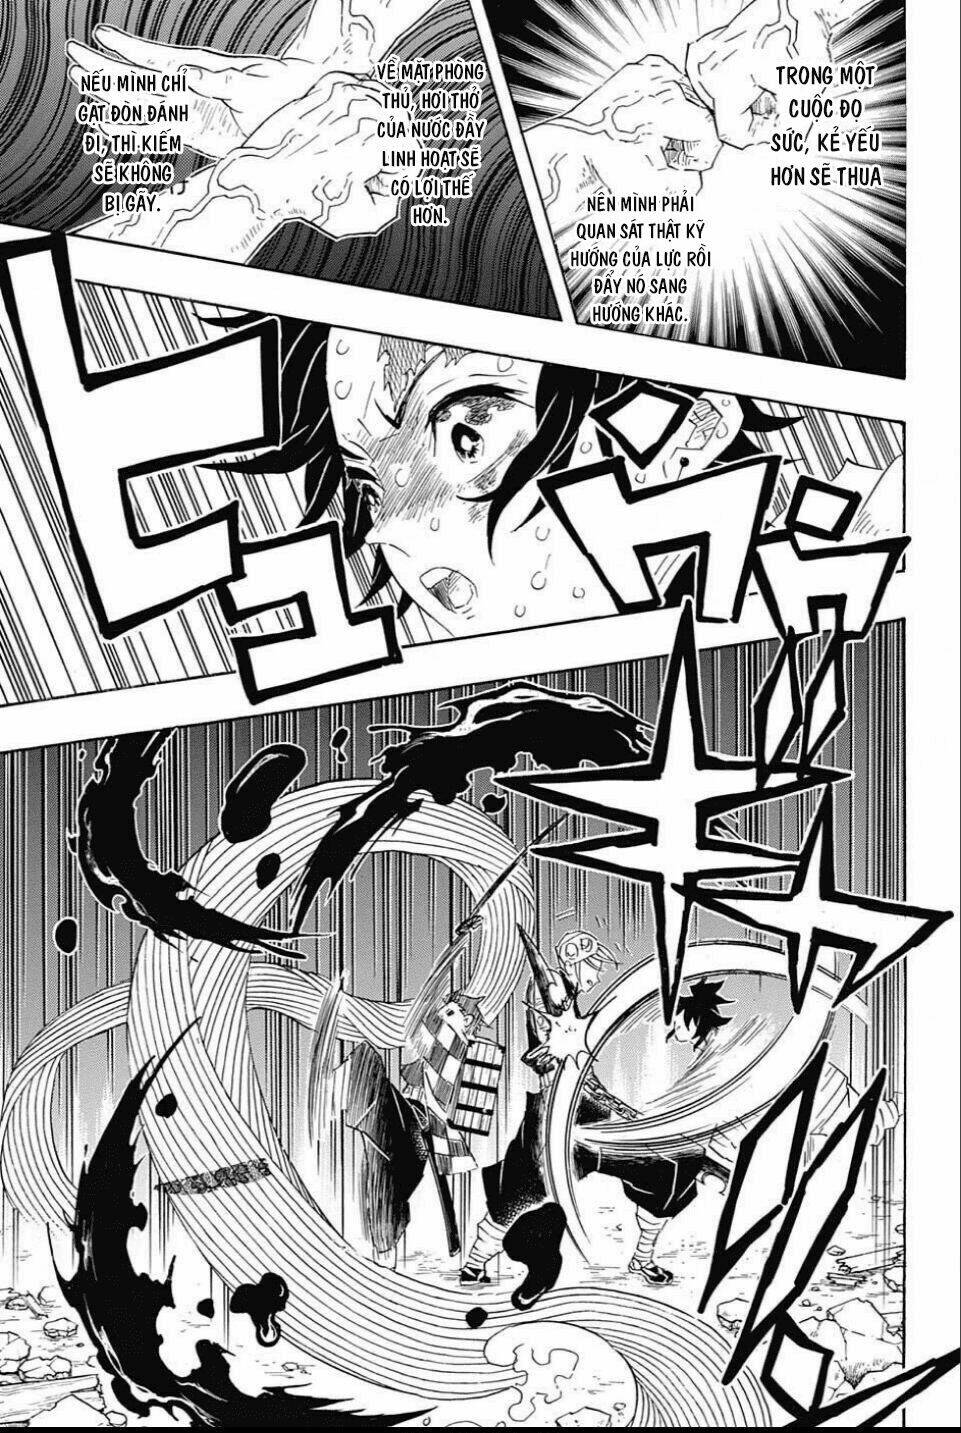 TRONG MỘT
CUỘC ĐỌ
SỨC, KẺ YẾU
HƠN SẼ THUA
NÊN MÌNH PHẢI
QUAN SÁT THẬT KỸ
HƯỚNG CỦA LỰC RỒI
ĐẨY NÓ SANG
HƯỚNG KHÁC.
VỀ MẶT PHÒNG
THỦ, HƠI THỞ
CỦA NƯỚC ĐẦY
LINH HOẠT SẼ
CÓ LỢI THẾ
HƠN.
NẾU MÌNH CHỈ
GẠT ĐÒN ĐÁNH
ĐI, THÌ KIẾM
SẼ KHÔNG
BỊ GÃY.
ヒュ